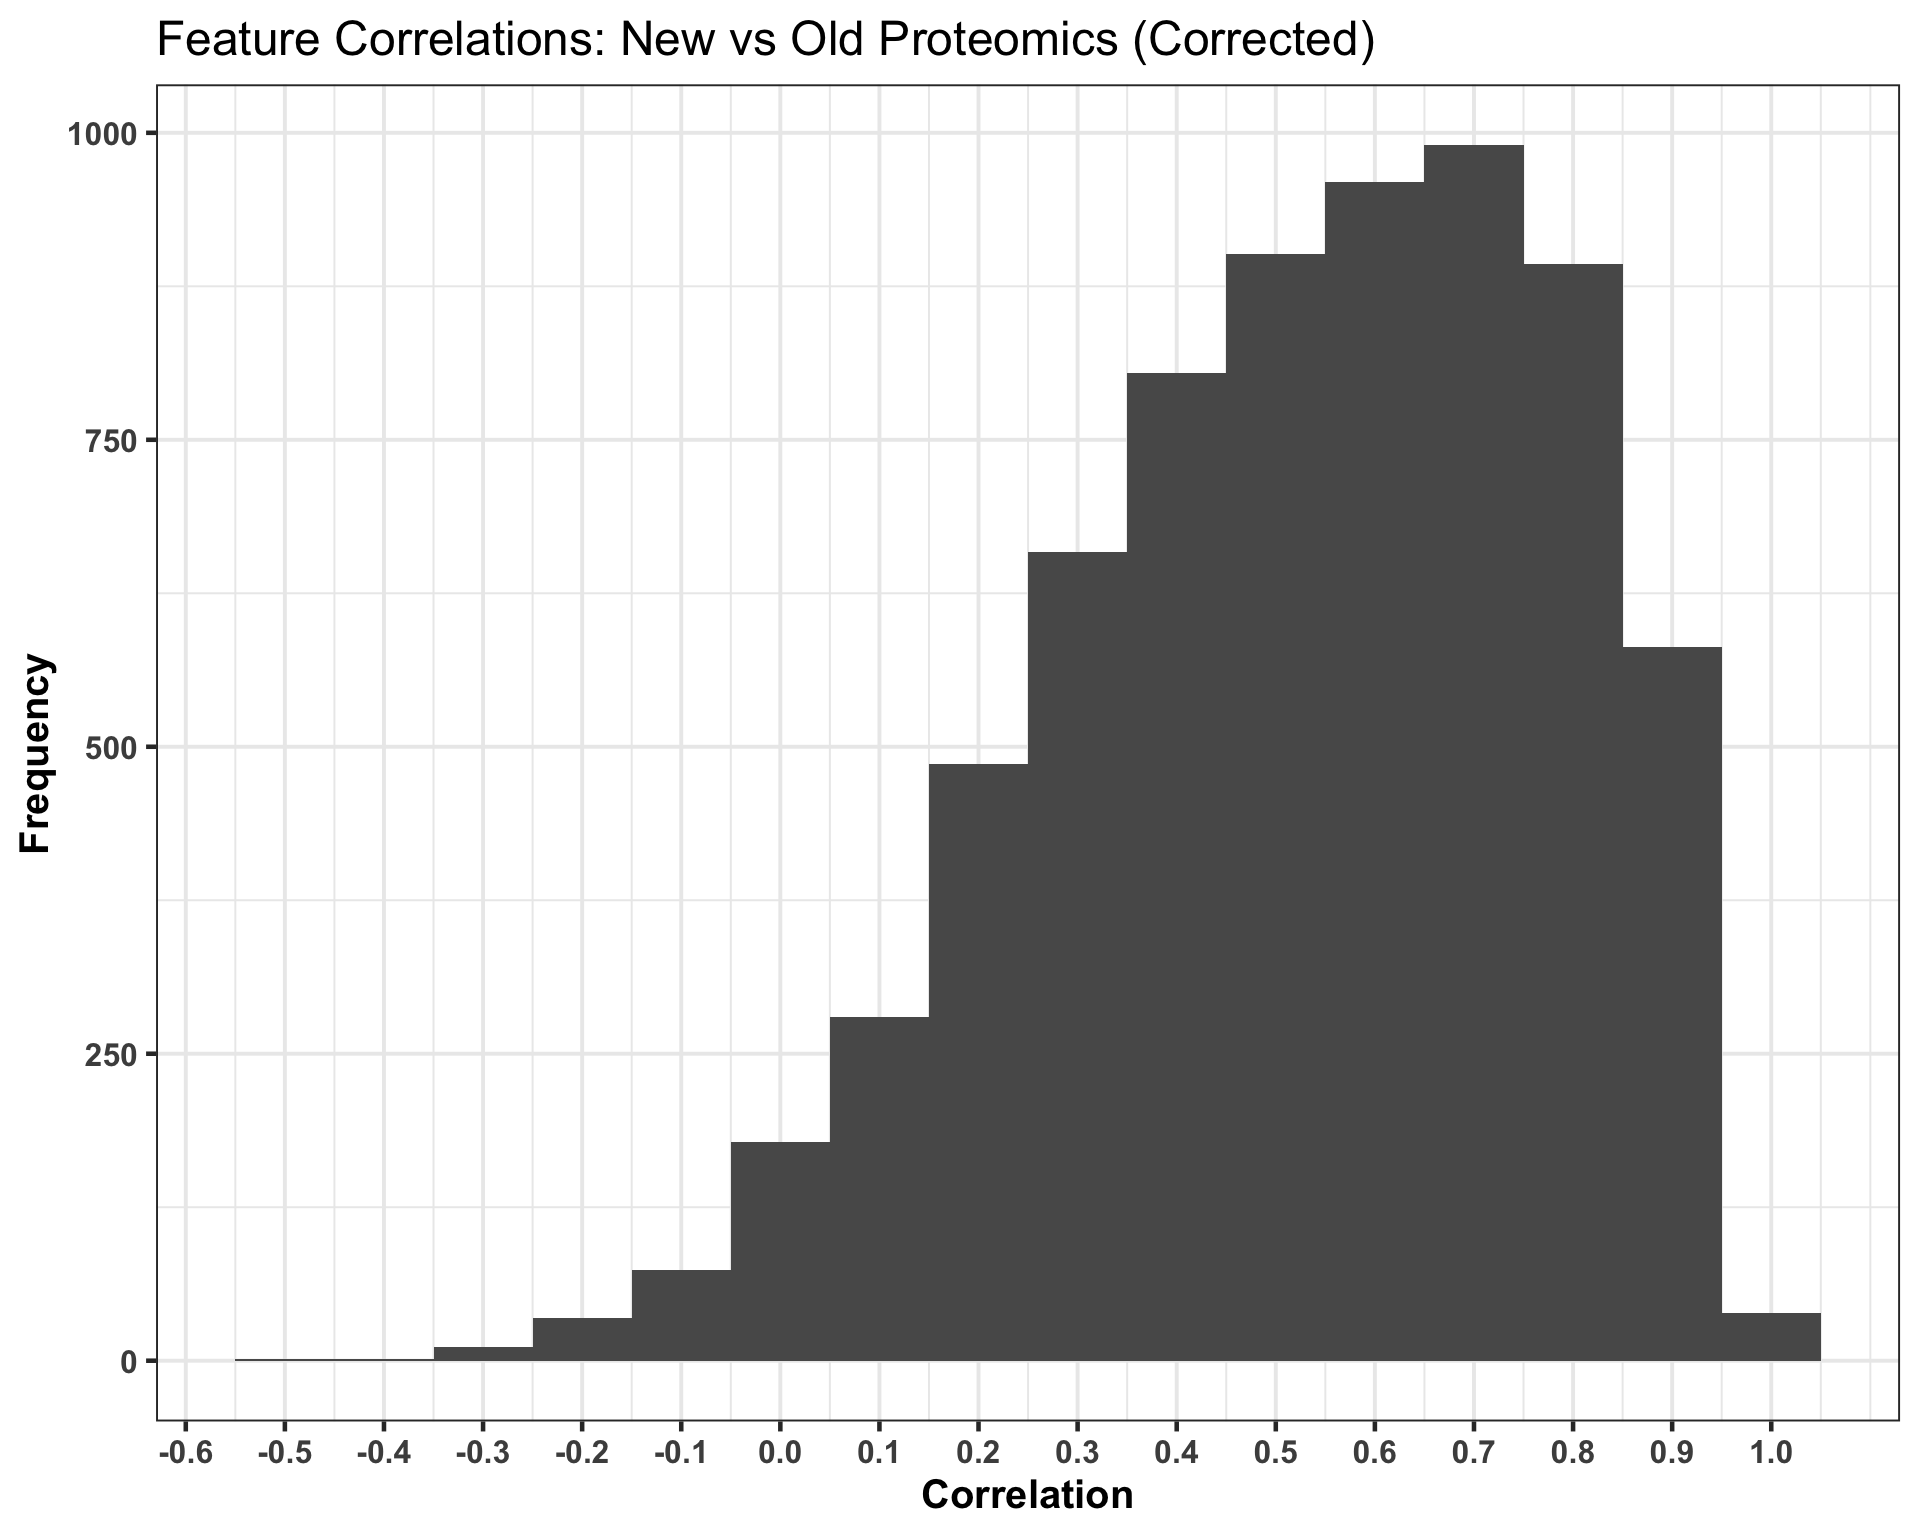 Feature Correlations: New vs Old Proteomics (Corrected)
1000
750
500
250
0
Frequency
-0.6 -0.5 -0.4 -0.3 -0.2 -0.1 0.0 0.1 0.2 0.3 0.4 0.5 0.6 0.7 0.8 0.9 1.0
Correlation